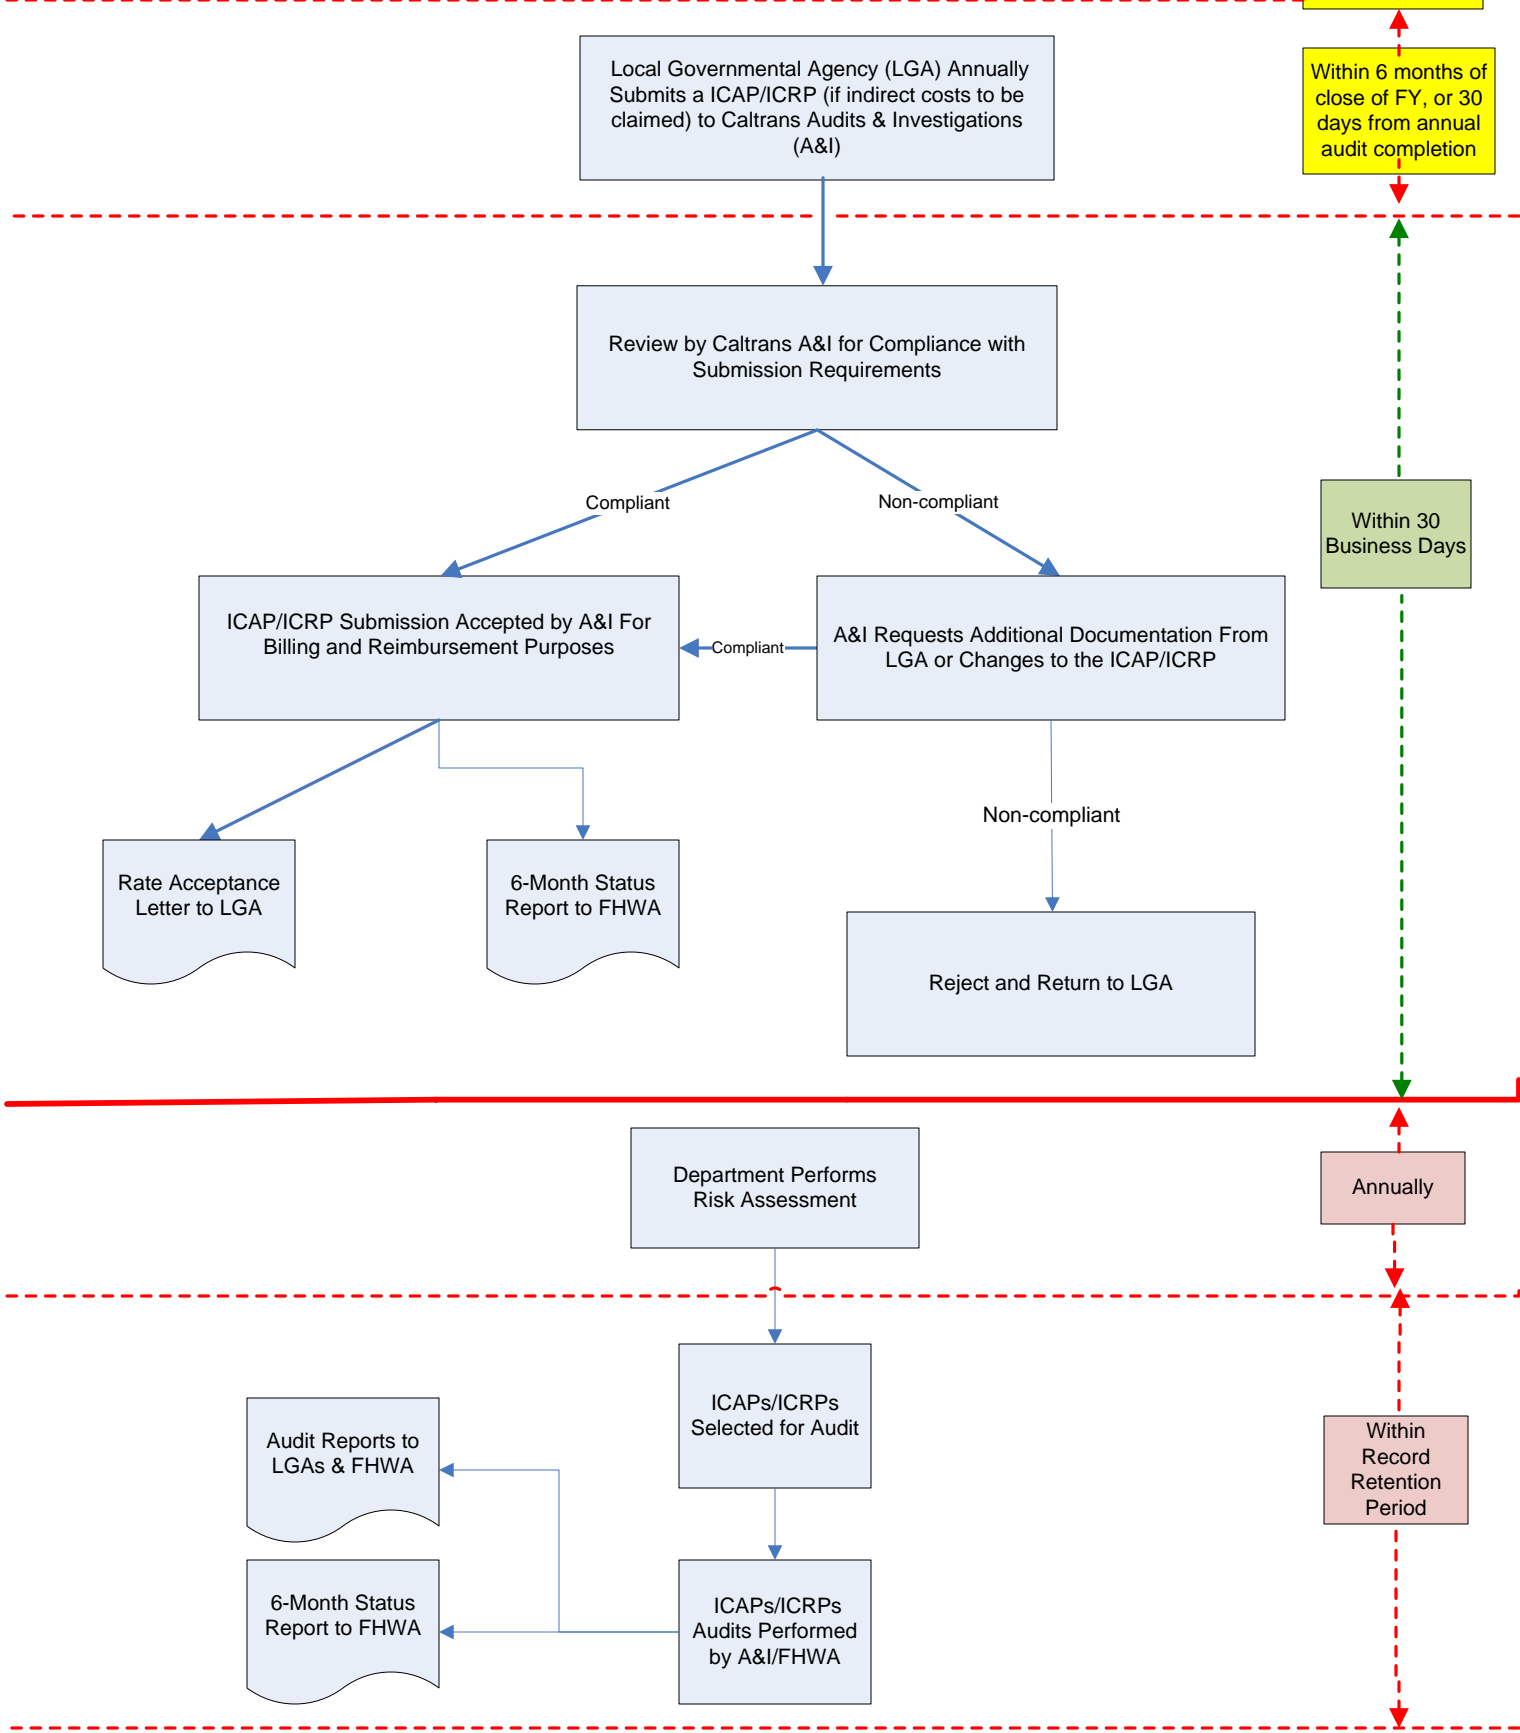 Local Governmental Agency (LGA) Annually
Submits a ICAP/ICRP (if indirect costs to be
claimed) to Caltrans Audits & Investigations
(A&I)
Within 6 months of
close of FY, or 30
days from annual
audit completion
Review by Caltrans A&I for Compliance with
Submission Requirements
Compliant
Non-compliant
Within 30
Business Days
ICAP/ICRP Submission Accepted by A&I For
Billing and Reimbursement Purposes
Compliant
A&I Requests Additional Documentation From
LGA or Changes to the ICAP/ICRP
Non-compliant
Rate Acceptance
Letter to LGA
6-Month Status
Report to FHWA
Reject and Return to LGA
Department Performs
Risk Assessment
Annually
ICAPs/ICRPs
Selected for Audit
Audit Reports to
LGAs & FHWA
Within
Record
Retention
Period
6-Month Status
Report to FHWA
ICAPs/ICRPs
Audits Performed
by A&I/FHWA